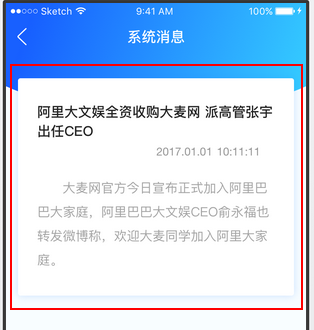 Sketch 9:41 AM 100%
系统消息
阿里大文娱全资收购大麦网 派高管张宇
出任CEO
2017.01.01 10:11:11
大麦网官方今日宣布正式加入阿里巴
巴大家庭，阿里巴巴大文娱CEO俞永福也
转发微博称，欢迎大麦同学加入阿里大家
庭。